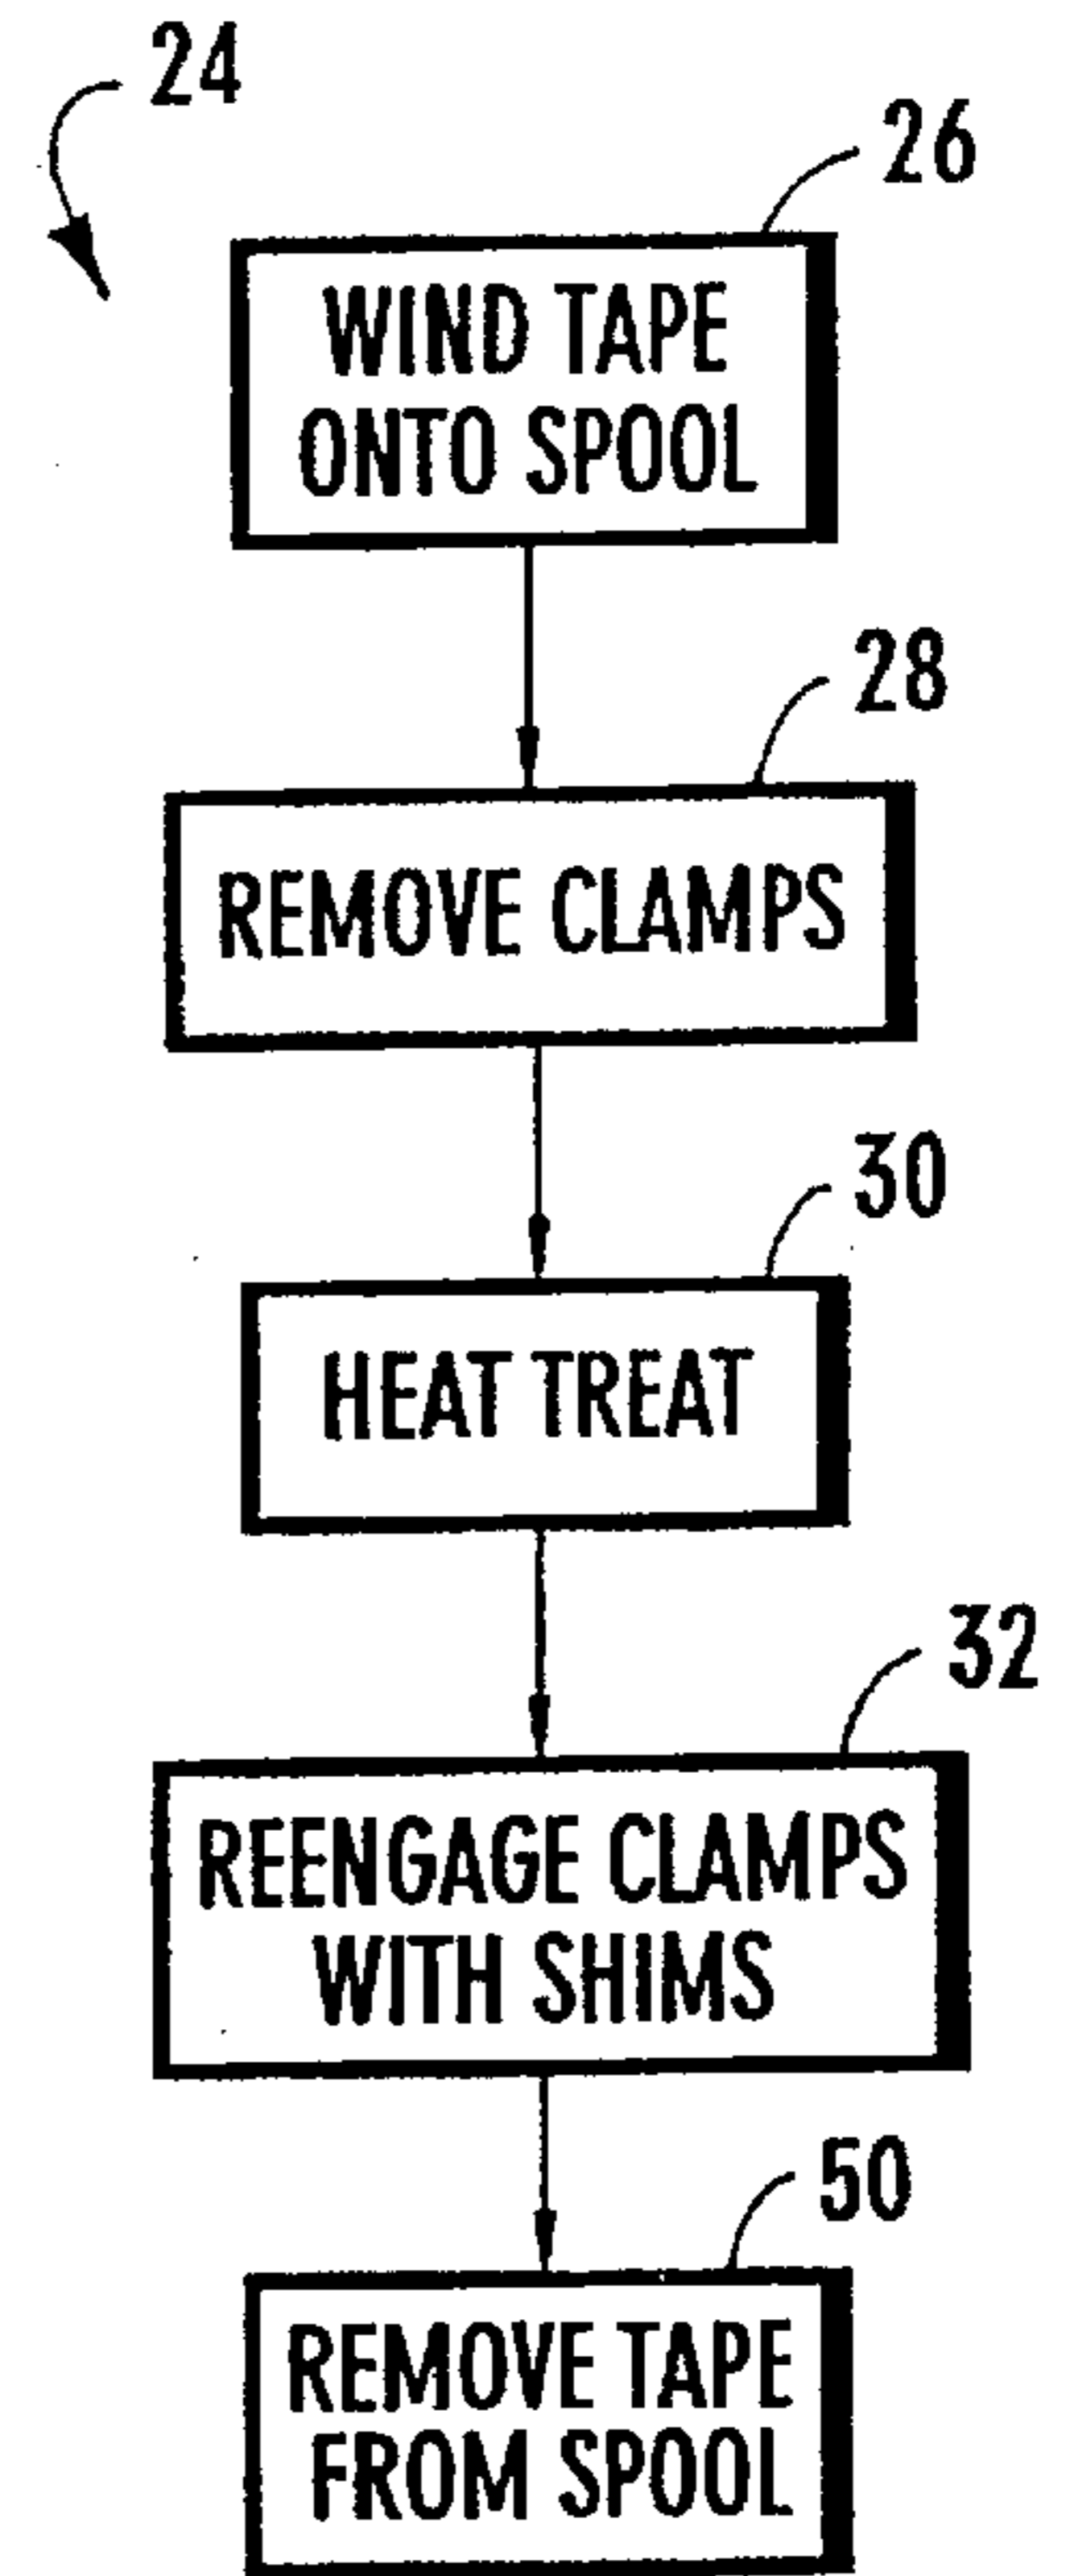 24
26
WIND TAPE
ONTO SPOOL
28
REMOVE CLAMPS
30
HEAT TREAT
32
REENGAGE CLAMPS
WITH SHIMS
50
REMOVE TAPE
FROM SPOOL